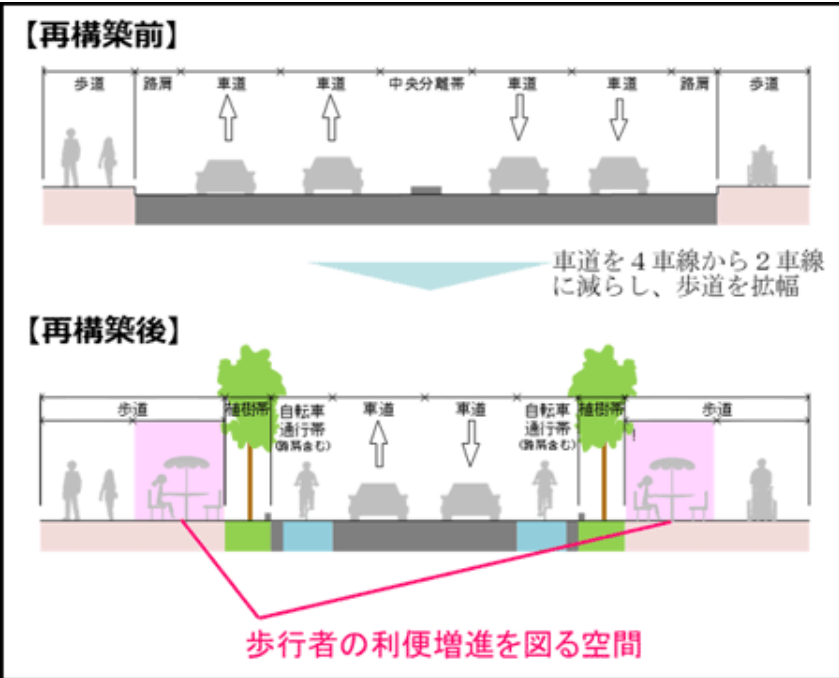 【再構築前】
歩道 路肩 車道 車道 中央分離帯 車道 車道 路肩 歩道
車道を4車線から2車線
に減らし、歩道を拡幅
【再構築後】
歩道 植樹帯 自転車 車道 車道 自転車 植樹帯 歩道
通行帯 通行帯
(路肩含む) (路肩含む)
歩行者の利便増進を図る空間